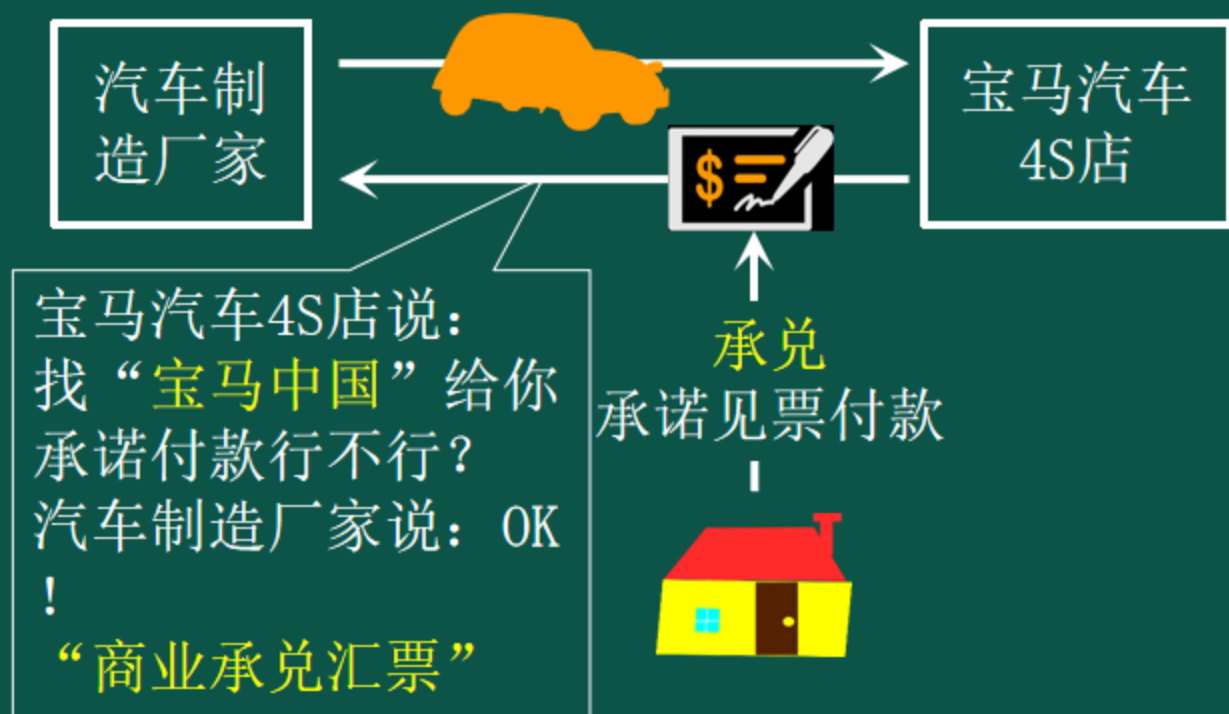 汽车制
造厂家
宝马汽车
4S店
$
承兑
承诺见票付款
宝马汽车4S店说：
找“宝马中国”给你
承诺付款行不行？
汽车制造厂家说：OK
！
“商业承兑汇票”